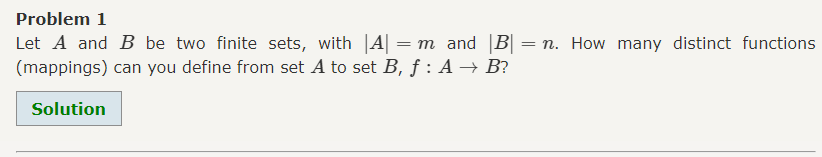 Problem 1
Let A and B be two finite sets, with |A| = m and |B| = n. How many distinct functions
(mappings) can you define from set A to set B, f : A → B?
Solution